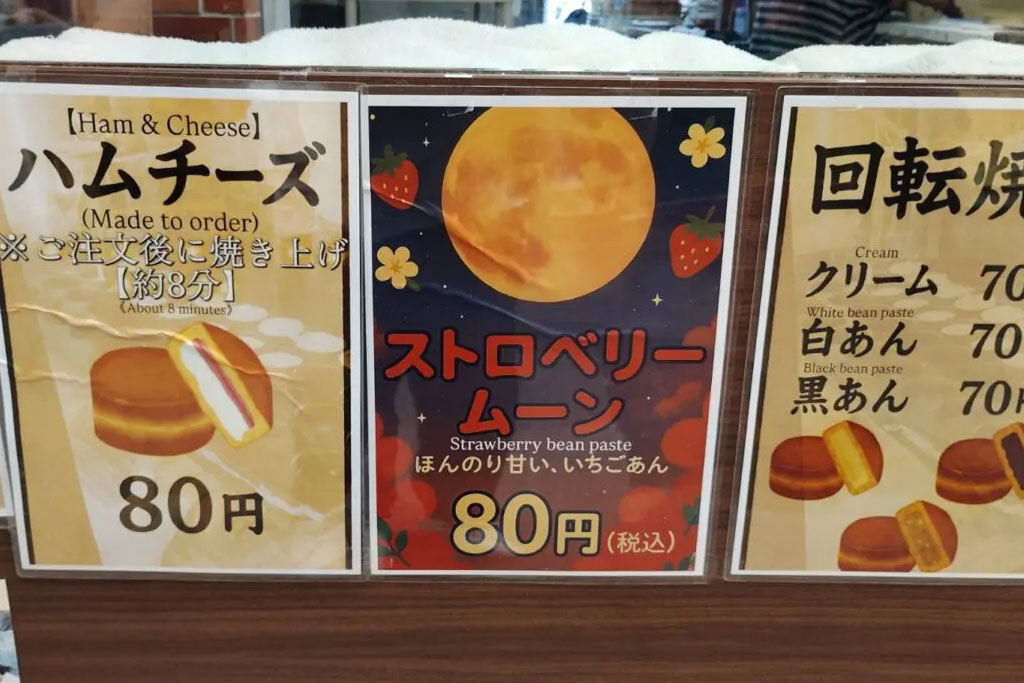 【Ham & Cheese】
ハムチーズ
(Made to order)
※ご注文後に焼き上げ
【約8分】
《About 8 minutes》
80円
ストロベリー
ムーン
Strawberry bean paste
ほんのり甘い、いちごあん
80円(税込)
回転焼
Cream
クリーム 70
White bean paste
白あん 70
Black bean paste
黒あん 70円